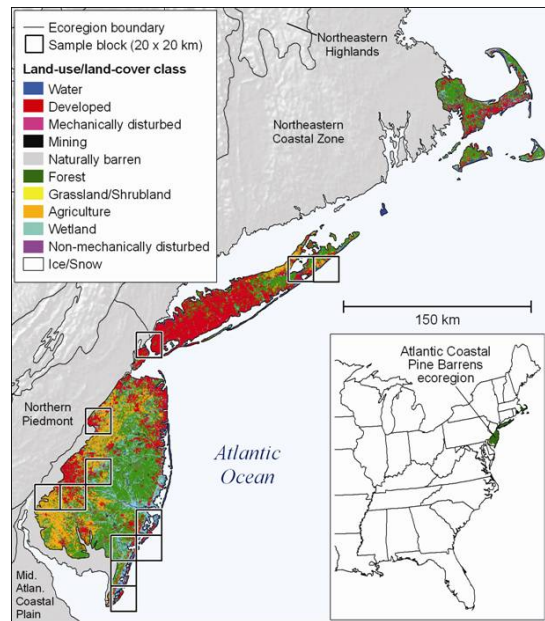 Ecoregion boundary
Sample block (20 x 20 km)
Land-use/land-cover class
Water
Developed
Mechanically disturbed
Mining
Naturally barren
Forest
Grassland/Shrubland
Agriculture
Wetland
Non-mechanically disturbed
Ice/Snow
Northeastern
Highlands
Northeastern
Coastal Zone
150 km
Atlantic Coastal
Pine Barrens
ecoregion
Northern
Piedmont
Atlantic
Ocean
Mid.
Atlan.
Coastal
Plain